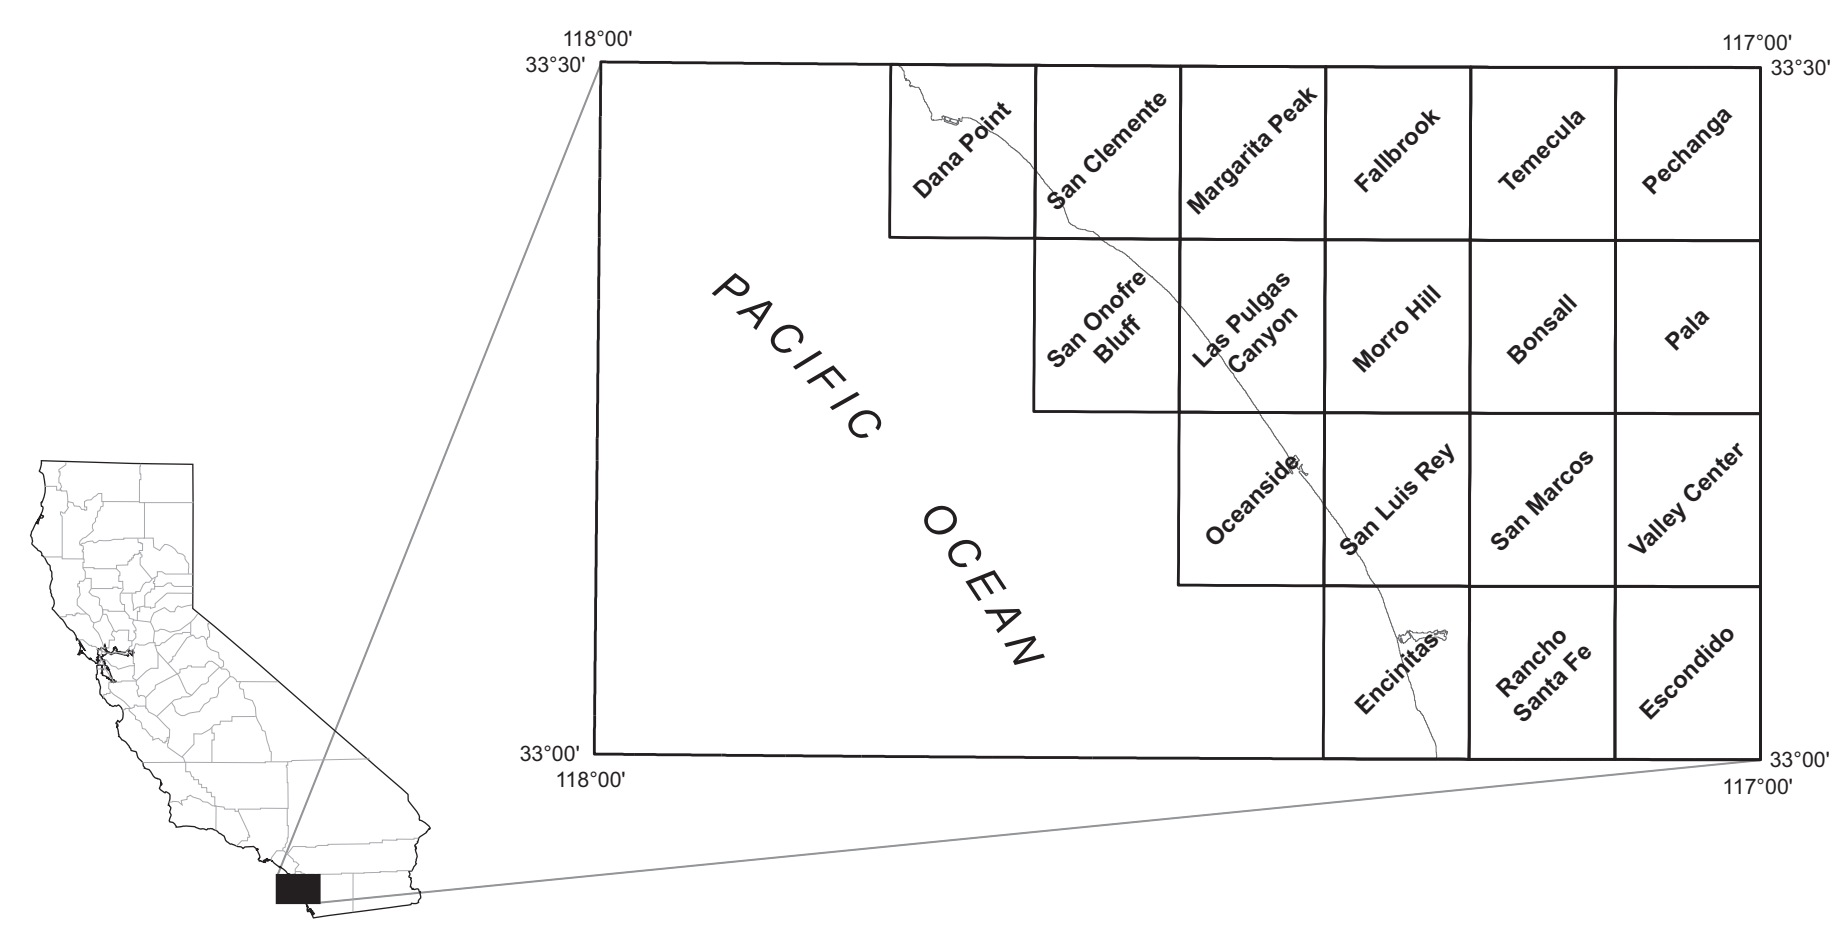 118°00'
117°00'
33°30'
33°30'
Dana Point
San Clemente
Margarita Peak
Fallbrook
Temecula
Pechanga
PACIFIC OCEAN
San Onofre
Bluff
Las Pulgas
Canyon
Morro Hill
Bonsall
Pala
Oceanside
San Luis Rey
San Marcos
Valley Center
Encinitas
Rancho
Santa Fe
Escondido
33°00'
33°00'
118°00'
117°00'